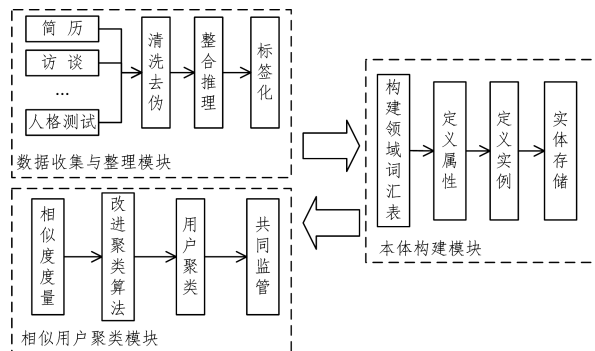 简 历
访 谈
...
人格测试
清洗去伪
整合推理
标签化
数据收集与整理模块
构建领域词汇表
定义属性
定义实例
实体存储
本体构建模块
相似度度量
改进聚类算法
用户聚类
共同监管
相似用户聚类模块